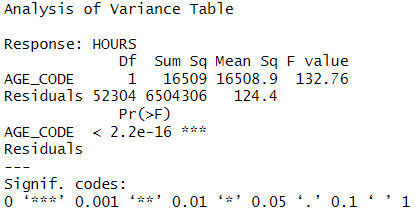 Analysis of Variance Table

Response: HOURS
             Df  Sum Sq Mean Sq F value
AGE_CODE      1   16509 16508.9  132.76
Residuals 52304 6504306   124.4
             Pr(>F)
AGE_CODE  < 2.2e-16 ***
Residuals
---
Signif. codes:
0 ‘***’ 0.001 ‘**’ 0.01 ‘*’ 0.05 ‘.’ 0.1 ‘ ’ 1